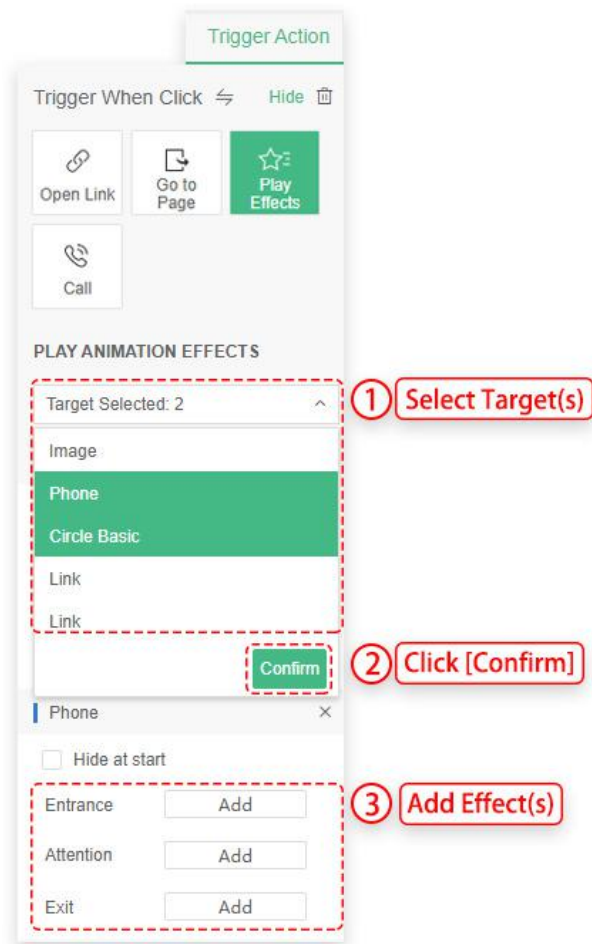 Trigger Action
Trigger When Click
Hide
Open Link
Go to
Page
Play
Effects
Call
PLAY ANIMATION EFFECTS
Target Selected: 2
1 Select Target(s)
Image
Phone
Circle Basic
Link
Link
Confirm
2 Click [Confirm]
Phone
Hide at start
Entrance Add
3 Add Effect(s)
Attention Add
Exit Add